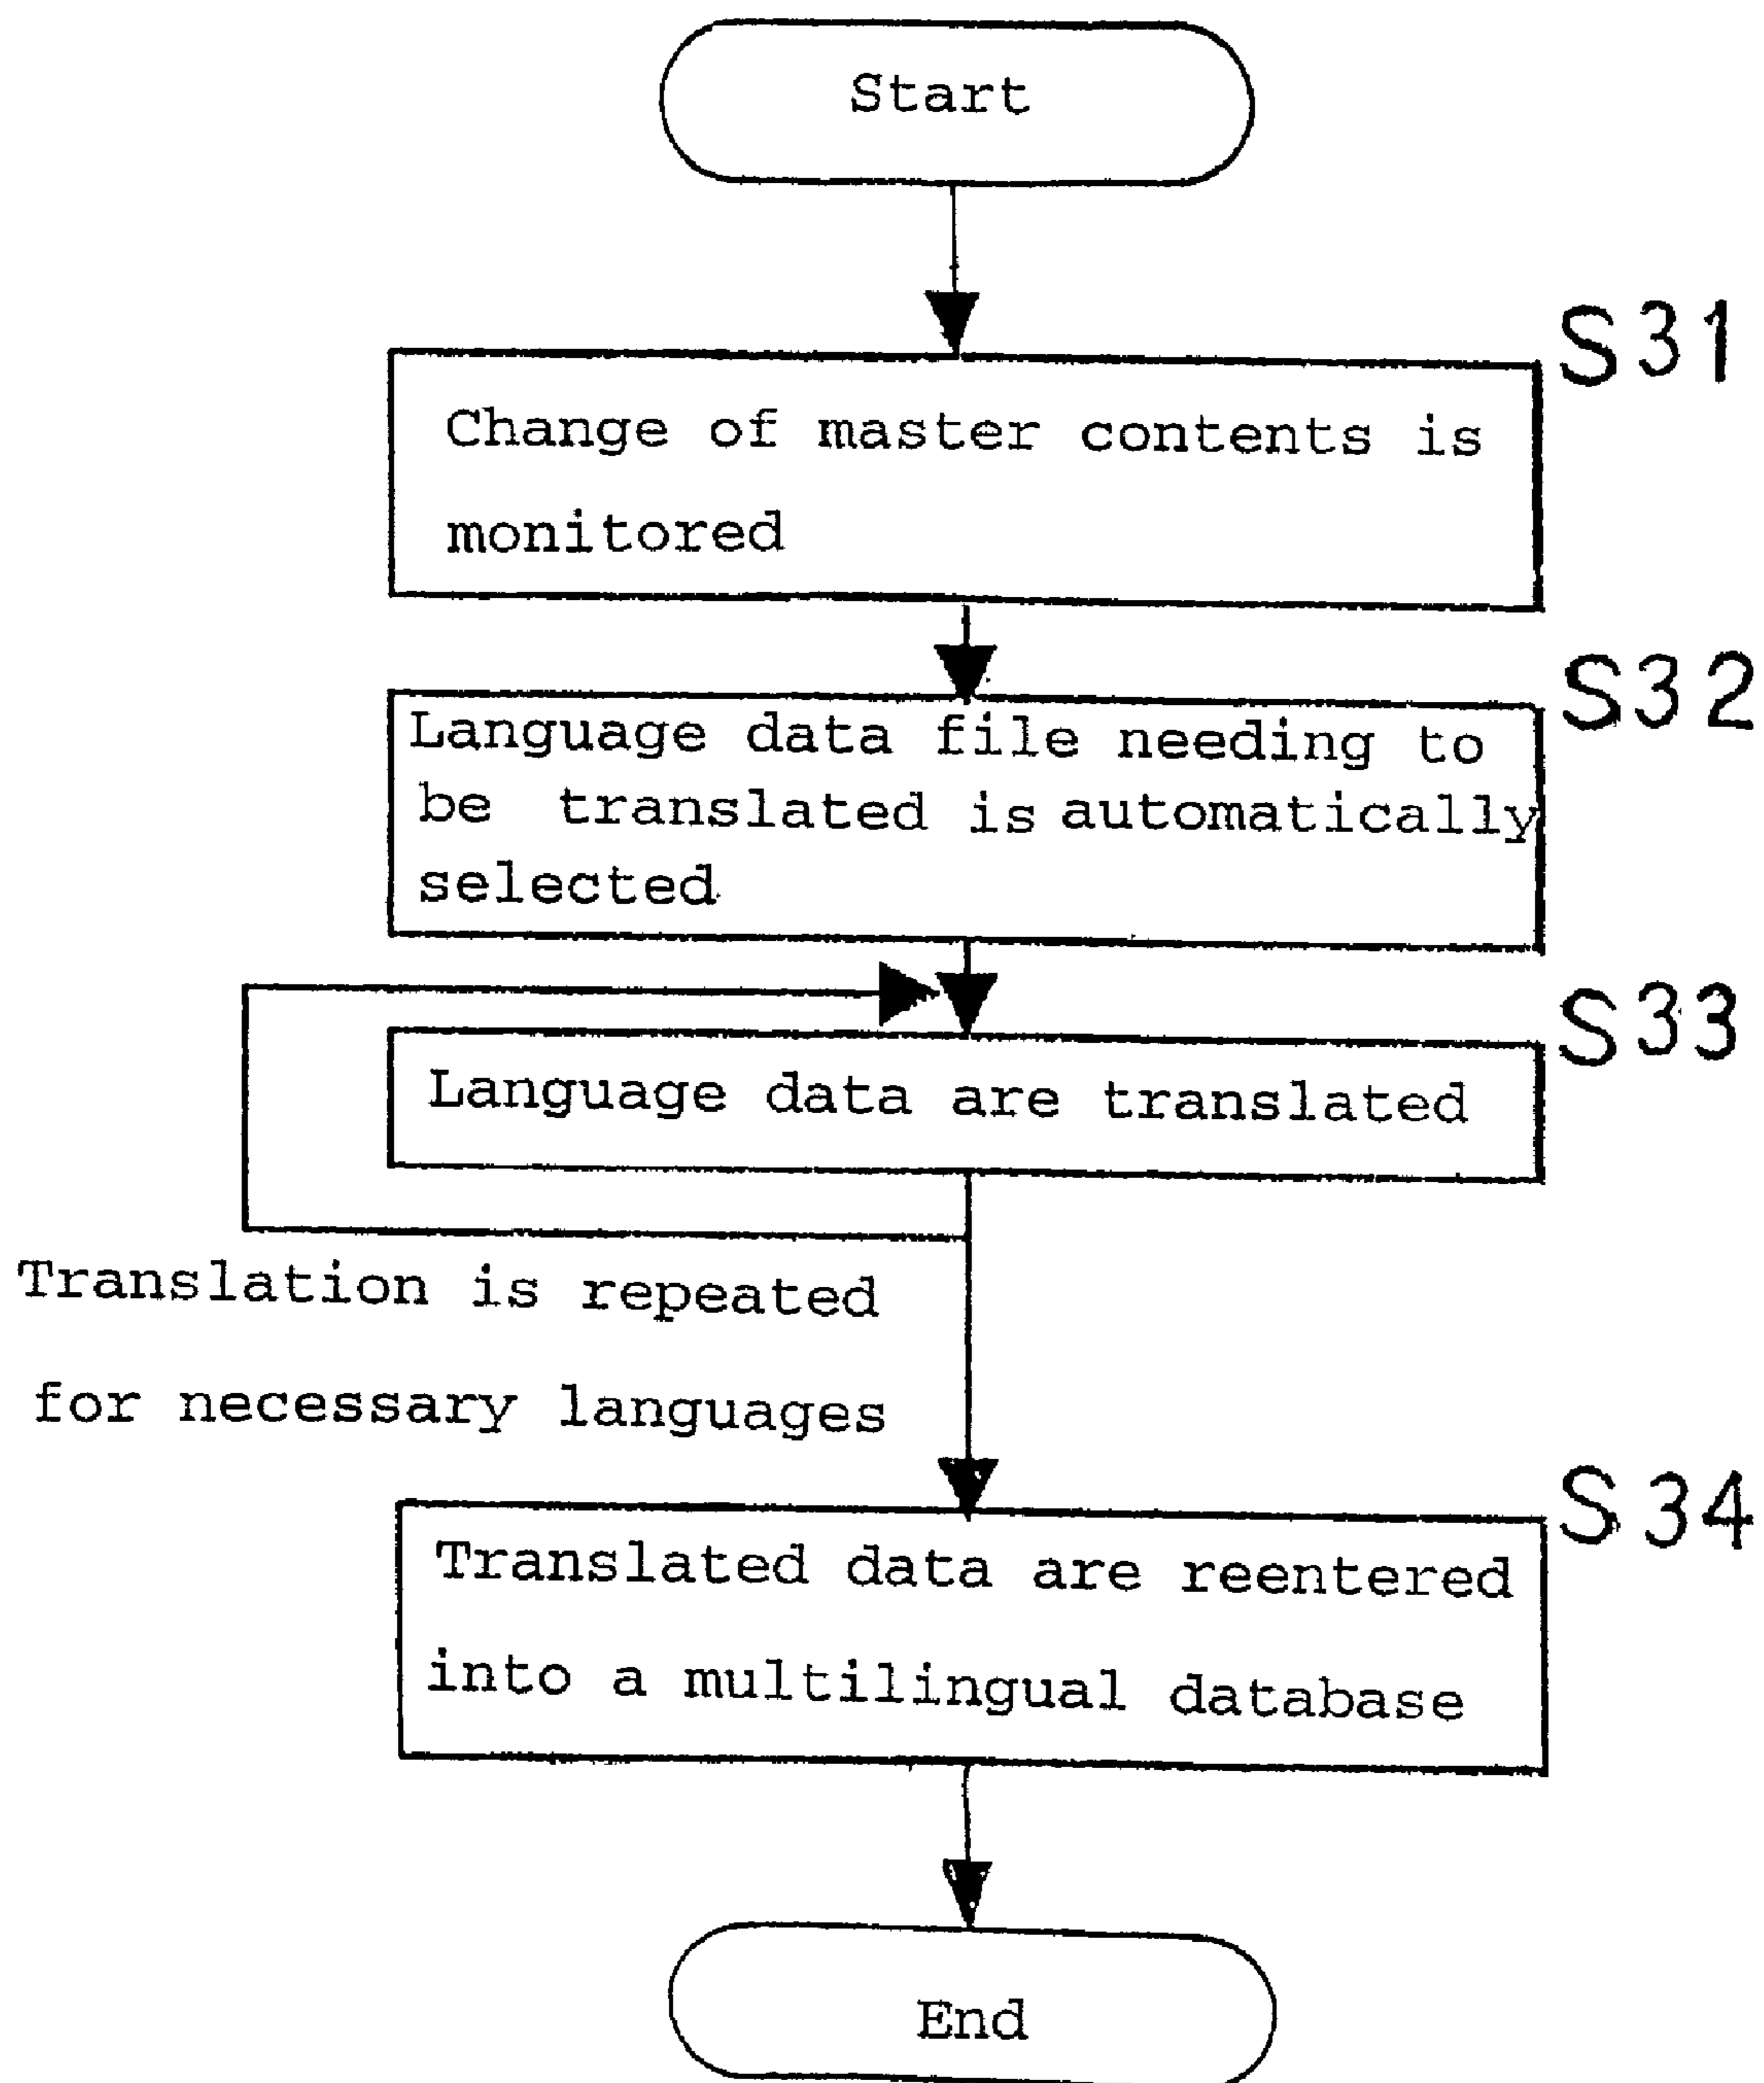 Start
S31
Change of master contents is
monitored
S32
Language data file needing to
be translated is automatically
selected
S33
Language data are translated
Translation is repeated
for necessary languages
S34
Translated data are reentered
into a multilingual database
End